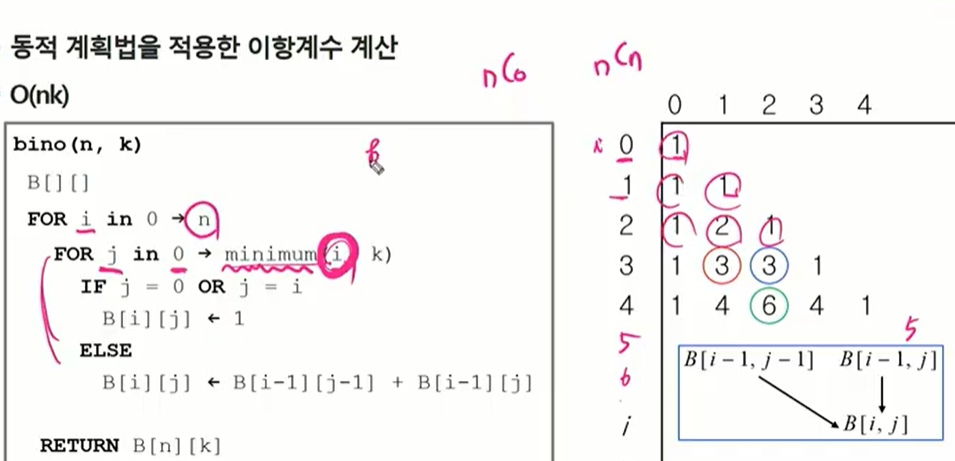 동적 계획법을 적용한 이항계수 계산
nC₀ nCn
O(nk)
bino(n, k)
B[][]
FOR i in 0 → n
FOR j in 0 → minimum(i, k)
IF j = 0 OR j = i
B[i][j] ← 1
ELSE
B[i][j] ← B[i-1][j-1] + B[i-1][j]
RETURN B[n][k]
0 1 2 3 4
0 1
1 1 1
2 1 2 1
3 1 3 3 1
4 1 4 6 4 1
5 5
6
i
B[i − 1, j − 1] B[i − 1, j]
B[i, j]